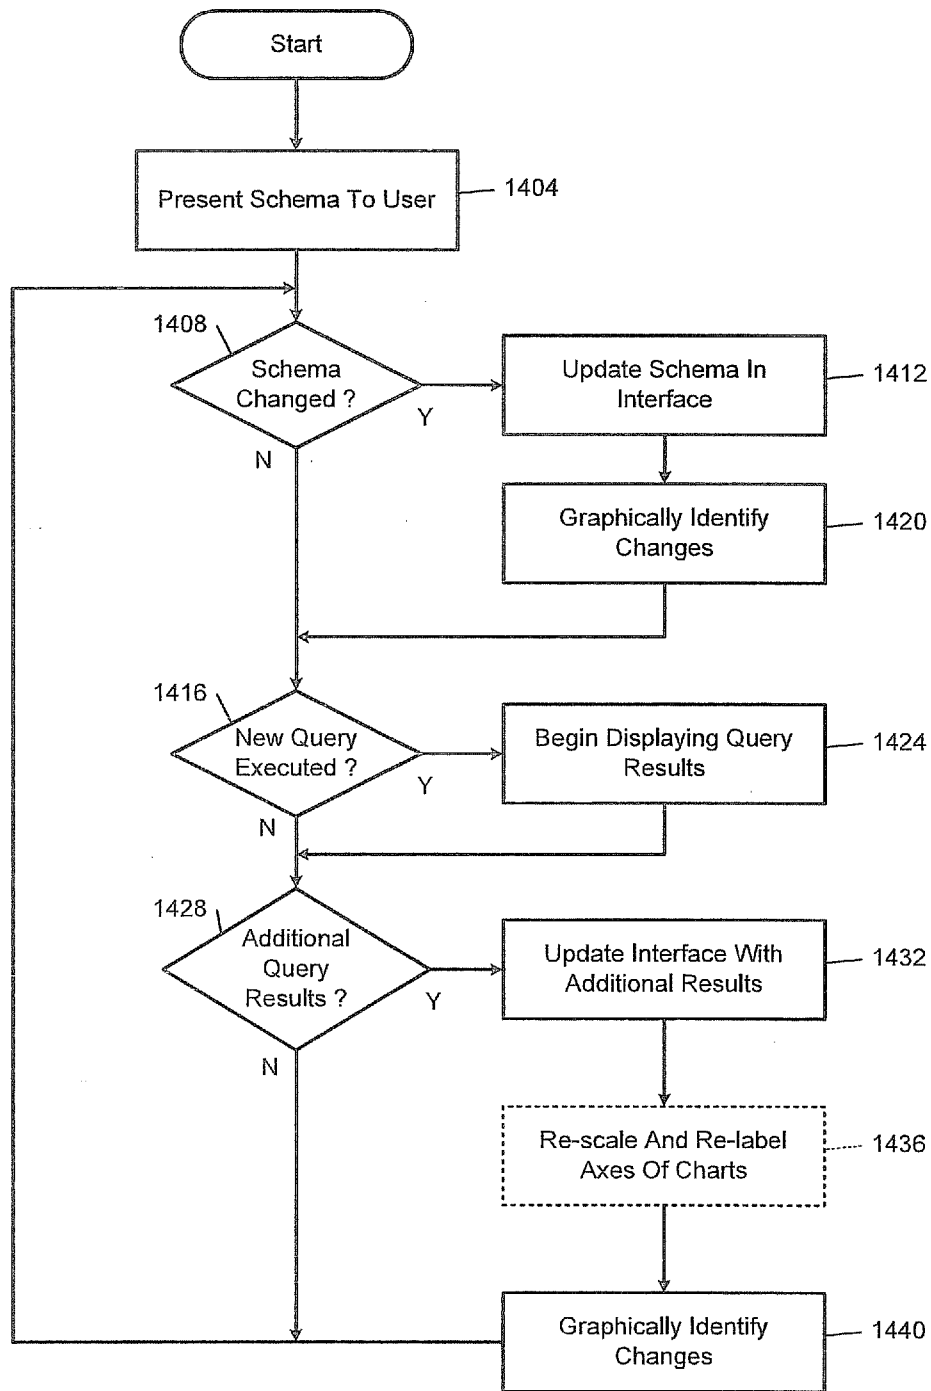 Start
Present Schema To User
1404
1408
Schema
Changed ?
Y
N
Update Schema In
Interface
1412
Graphically Identify
Changes
1420
1416
New Query
Executed ?
Y
N
Begin Displaying Query
Results
1424
1428
Additional
Query
Results ?
Y
N
Update Interface With
Additional Results
1432
Re-scale And Re-label
Axes Of Charts
1436
Graphically Identify
Changes
1440